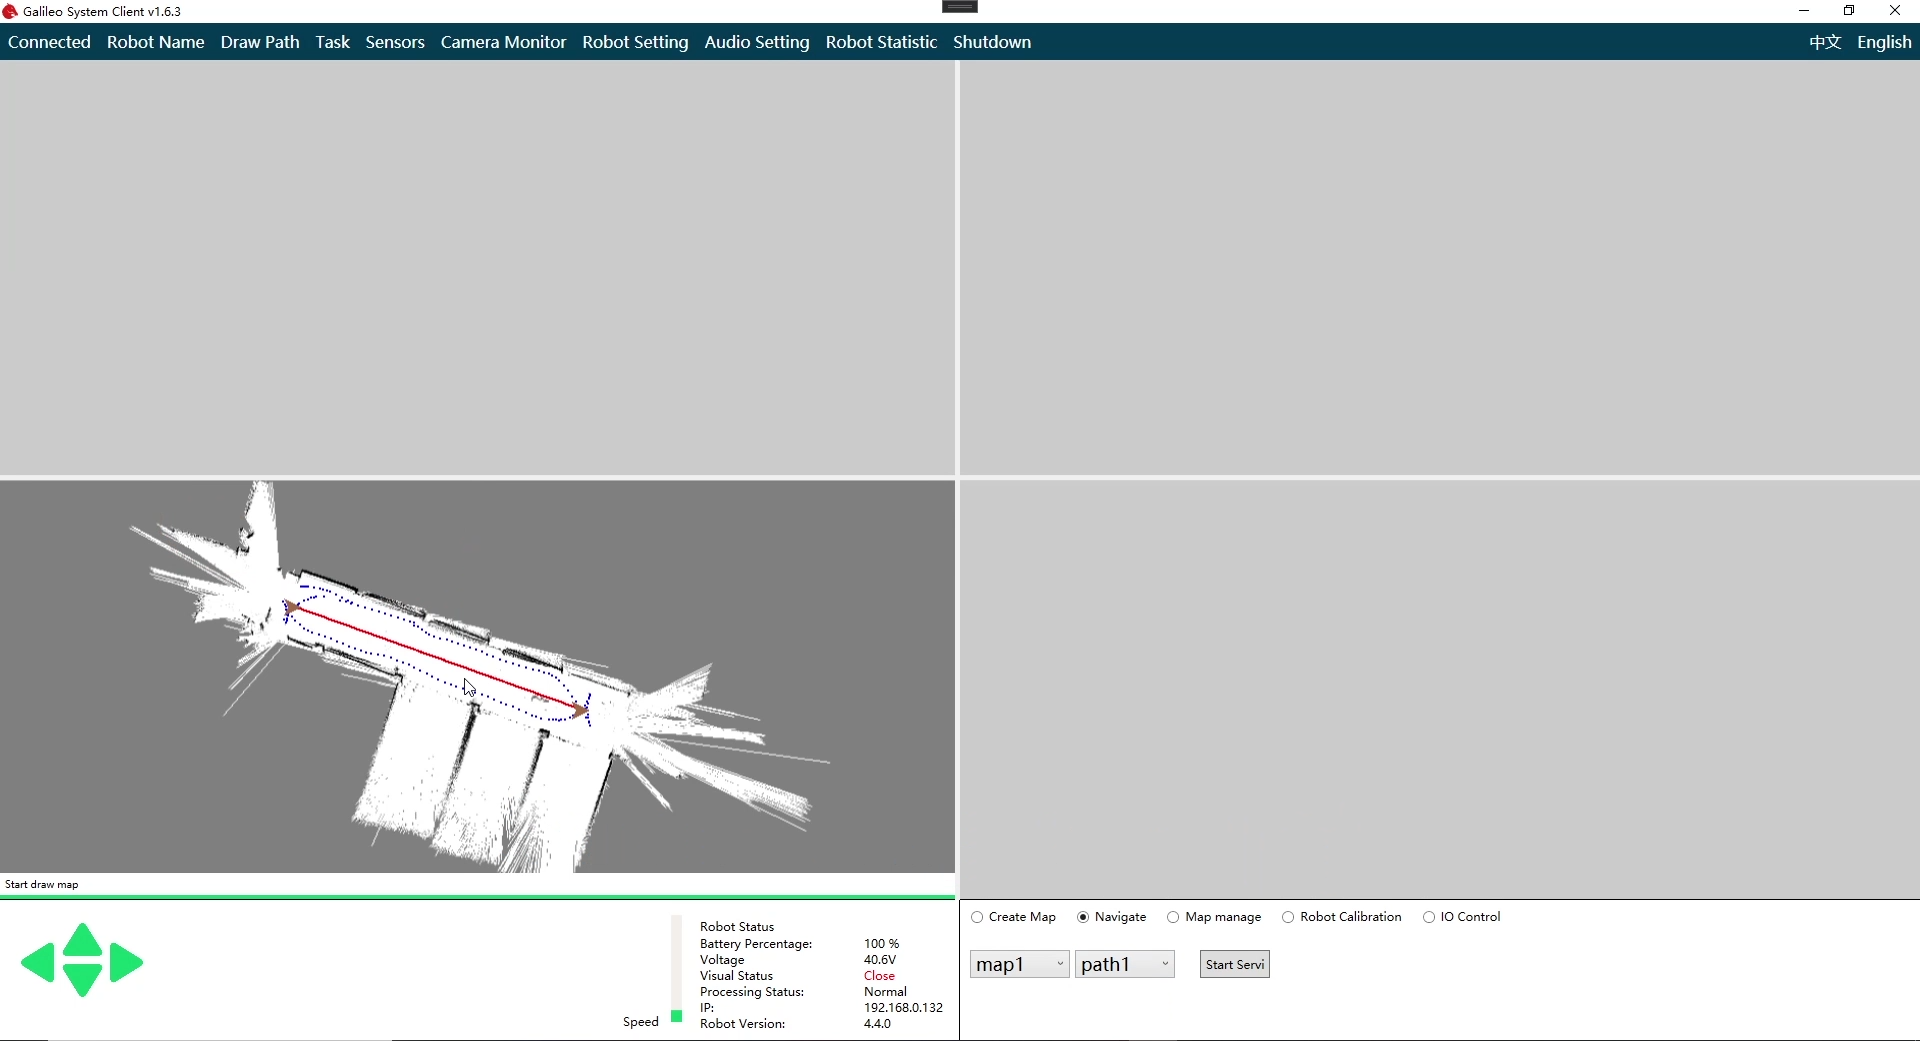 Galileo System Client v1.6.3
Connected Robot Name Draw Path Task Sensors Camera Monitor Robot Setting Audio Setting Robot Statistic Shutdown 中文 English
Start draw map
Speed
Robot Status
Battery Percentage: 100 %
Voltage 40.6V
Visual Status Close
Processing Status: Normal
IP: 192.168.0.132
Robot Version: 4.4.0
Create Map Navigate Map manage Robot Calibration IO Control
map1 path1 Start Servi